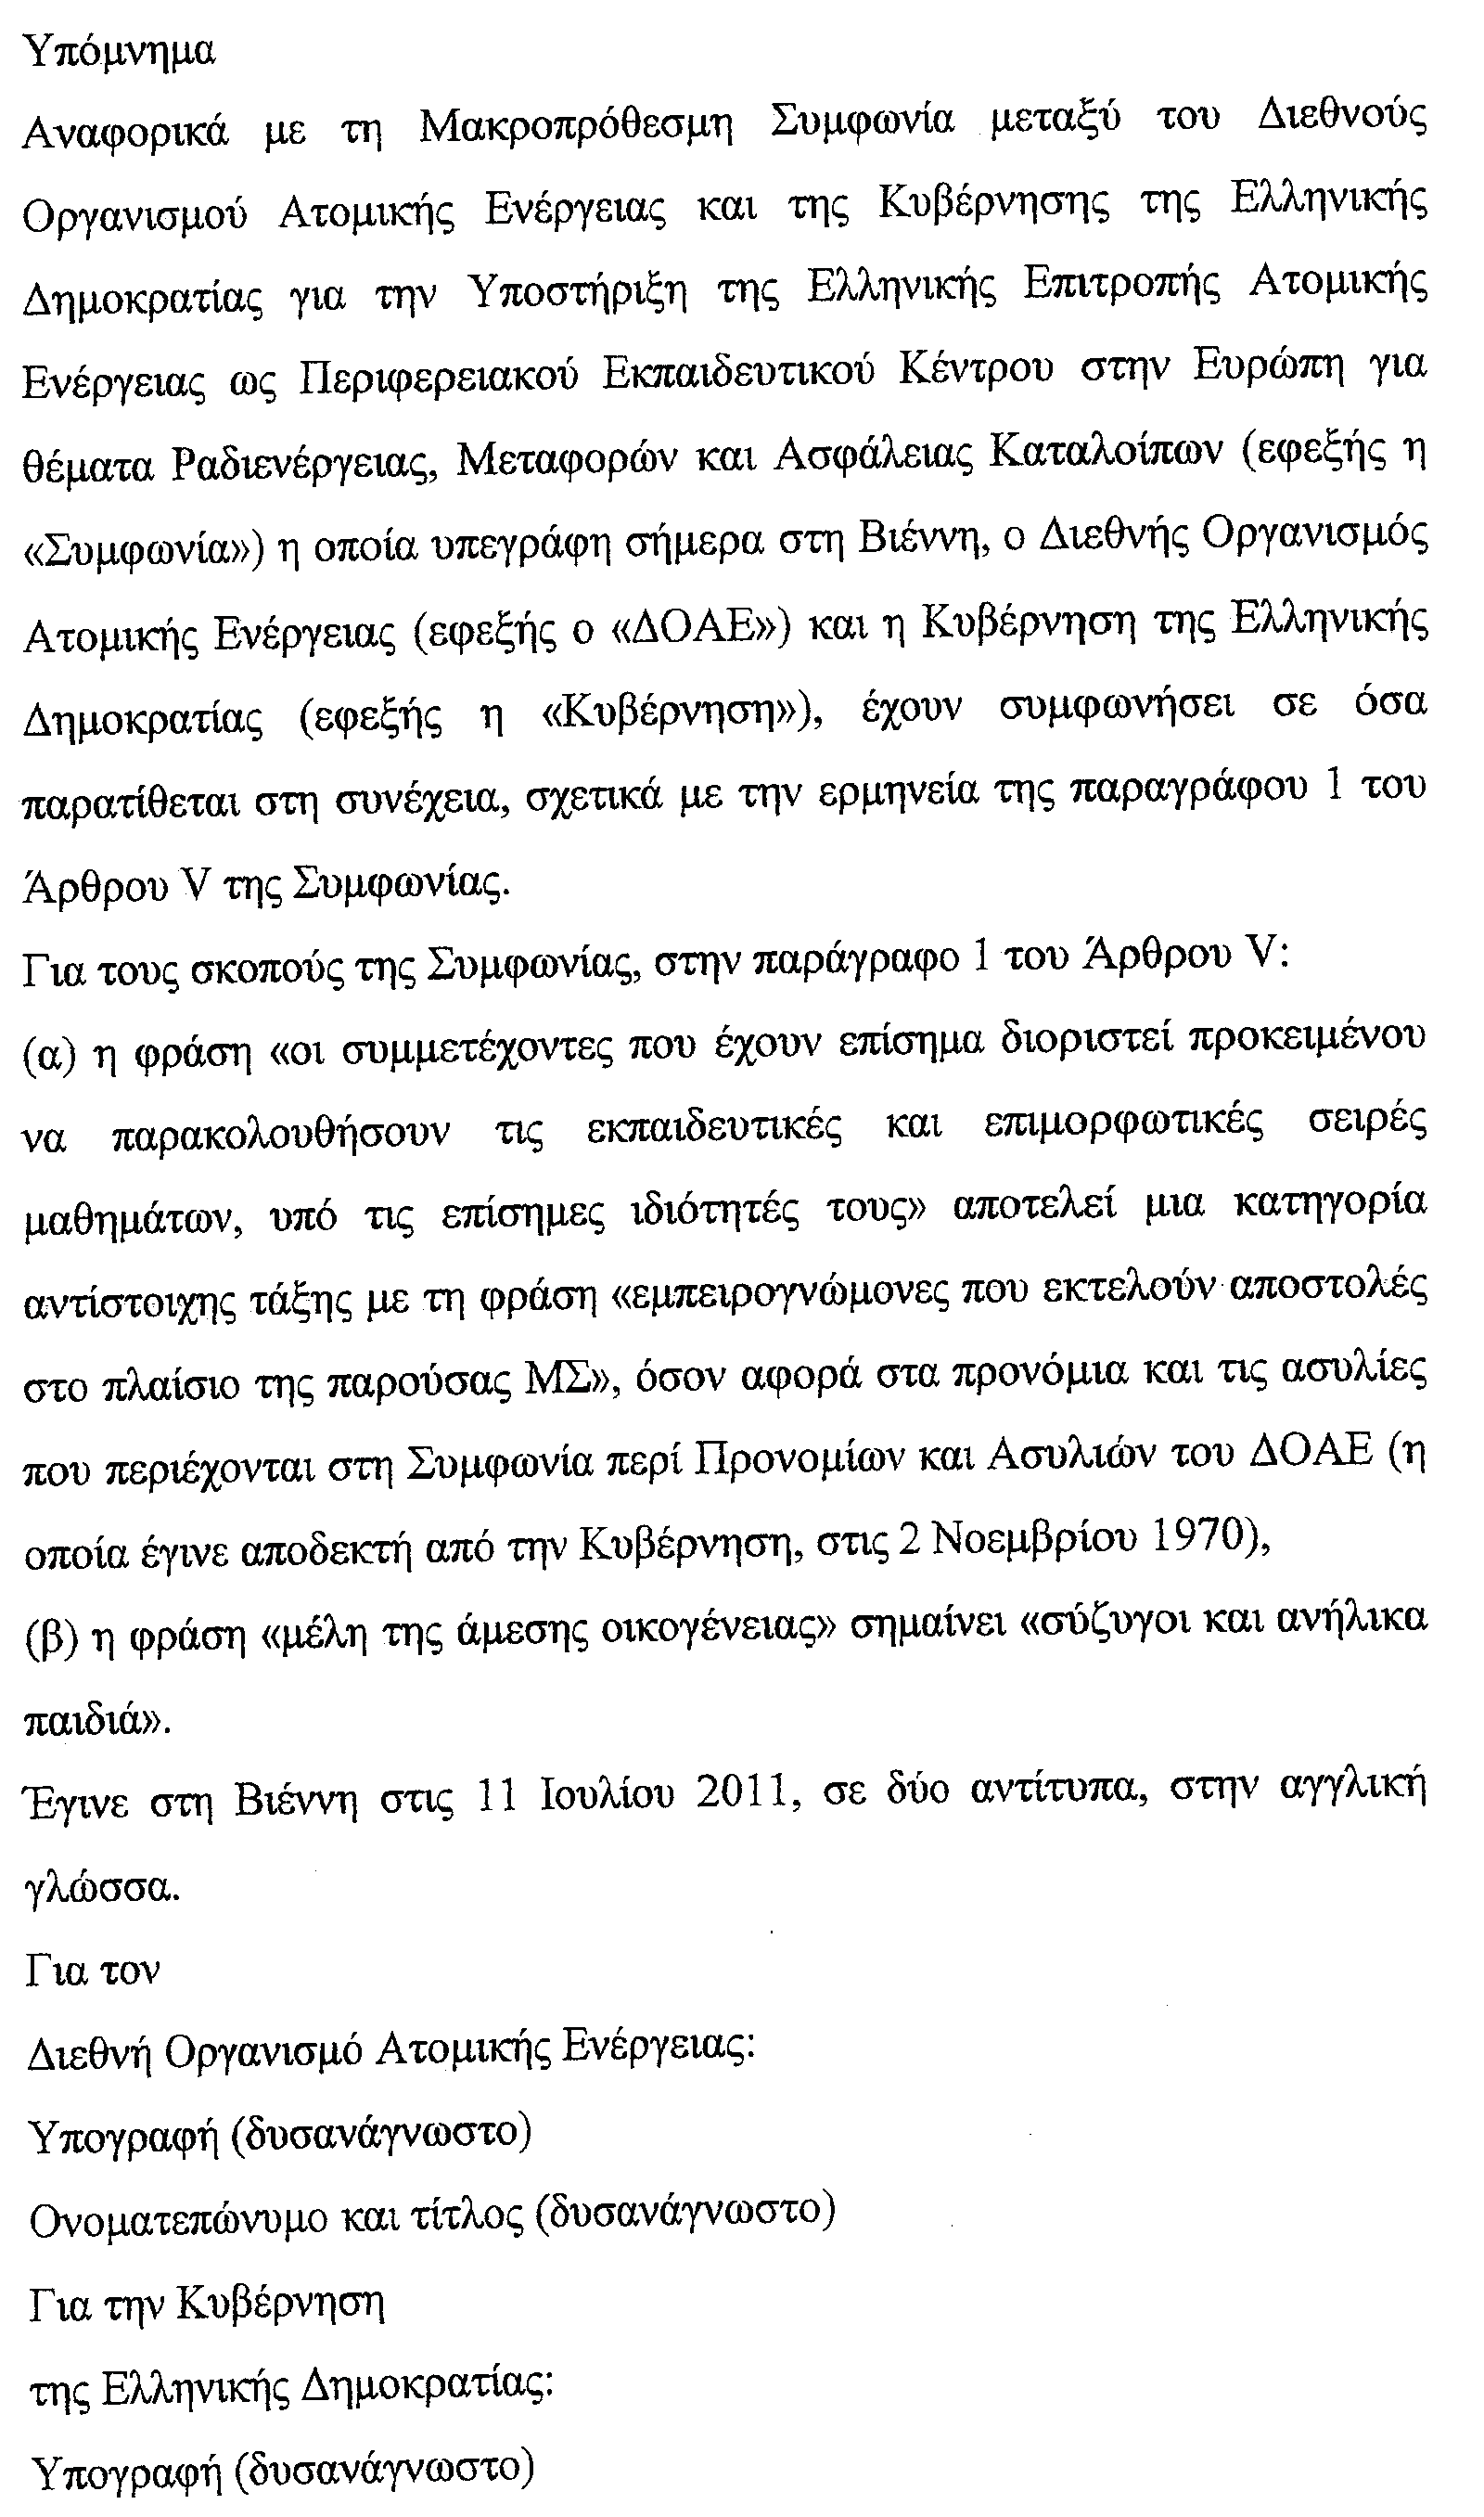 Υπόμνημα
Αναφορικά με τη Μακροπρόθεσμη Συμφωνία μεταξύ του Διεθνούς
Οργανισμού Ατομικής Ενέργειας και της Κυβέρνησης της Ελληνικής
Δημοκρατίας για την Υποστήριξη της Ελληνικής Επιτροπής Ατομικής
Ενέργειας ως Περιφερειακού Εκπαιδευτικού Κέντρου στην Ευρώπη για
θέματα Ραδιενέργειας, Μεταφορών και Ασφάλειας Καταλοίπων (εφεξής η
«Συμφωνία») η οποία υπεγράφη σήμερα στη Βιέννη, ο Διεθνής Οργανισμός
Ατομικής Ενέργειας (εφεξής ο «ΔΟΑΕ») και η Κυβέρνηση της Ελληνικής
Δημοκρατίας (εφεξής η «Κυβέρνηση»), έχουν συμφωνήσει σε όσα
παρατίθεται στη συνέχεια, σχετικά με την ερμηνεία της παραγράφου 1 του
Άρθρου V της Συμφωνίας.
Για τους σκοπούς της Συμφωνίας, στην παράγραφο 1 του Άρθρου V:
(α) η φράση «οι συμμετέχοντες που έχουν επίσημα διοριστεί προκειμένου
να παρακολουθήσουν τις εκπαιδευτικές και επιμορφωτικές σειρές
μαθημάτων, υπό τις επίσημες ιδιότητές τους» αποτελεί μια κατηγορία
αντίστοιχης τάξης με τη φράση «εμπειρογνώμονες που εκτελούν αποστολές
στο πλαίσιο της παρούσας ΜΣ», όσον αφορά στα προνόμια και τις ασυλίες
που περιέχονται στη Συμφωνία περί Προνομίων και Ασυλιών του ΔΟΑΕ (η
οποία έγινε αποδεκτή από την Κυβέρνηση, στις 2 Νοεμβρίου 1970),
(β) η φράση «μέλη της άμεσης οικογένειας» σημαίνει «σύζυγοι και ανήλικα
παιδιά».
Έγινε στη Βιέννη στις 11 Ιουλίου 2011, σε δύο αντίτυπα, στην αγγλική
γλώσσα.
Για τον
Διεθνή Οργανισμό Ατομικής Ενέργειας:
Υπογραφή (δυσανάγνωστο)
Ονοματεπώνυμο και τίτλος (δυσανάγνωστο)
Για την Κυβέρνηση
της Ελληνικής Δημοκρατίας:
Υπογραφή (δυσανάγνωστο)